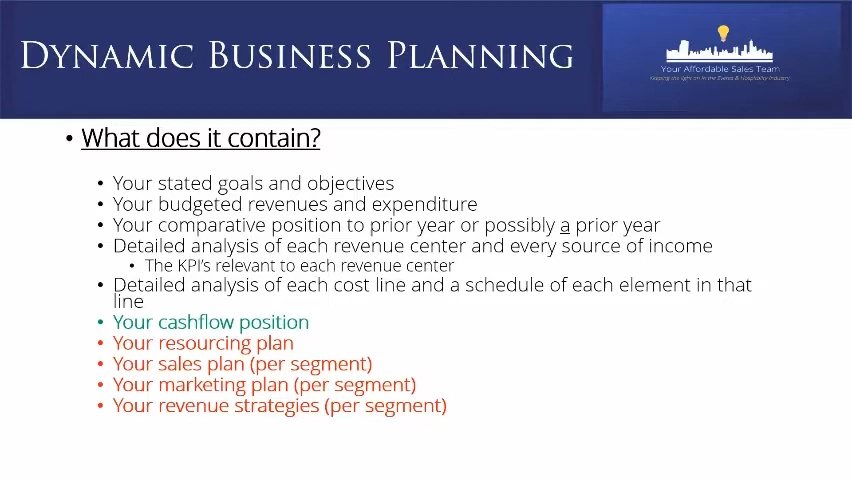 DYNAMIC BUSINESS PLANNING
Your Affordable Sales Team
Keeping the light on in the Events & Hospitality Industry
• What does it contain?
• Your stated goals and objectives
• Your budgeted revenues and expenditure
• Your comparative position to prior year or possibly a prior year
• Detailed analysis of each revenue center and every source of income
• The KPI's relevant to each revenue center
• Detailed analysis of each cost line and a schedule of each element in that
line
• Your cashflow position
• Your resourcing plan
• Your sales plan (per segment)
• Your marketing plan (per segment)
• Your revenue strategies (per segment)